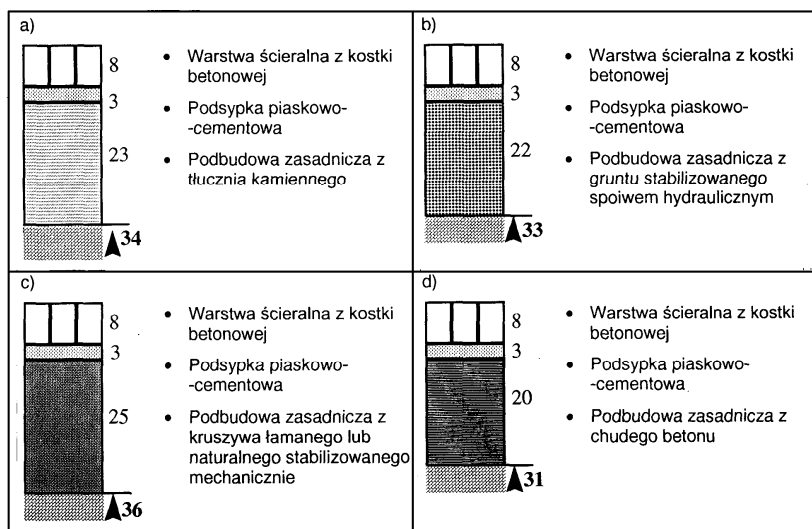 a)
8
3
23
34
• Warstwa ścieralna z kostki
betonowej
• Podsypka piaskowo-
-cementowa
• Podbudowa zasadnicza z
tłucznia kamiennego
b)
8
3
22
33
• Warstwa ścieralna z kostki
betonowej
• Podsypka piaskowo-
-cementowa
• Podbudowa zasadnicza z
gruntu stabilizowanego
spoiwem hydraulicznym
c)
8
3
25
36
• Warstwa ścieralna z kostki
betonowej
• Podsypka piaskowo-
-cementowa
• Podbudowa zasadnicza z
kruszywa łamanego lub
naturalnego stabilizowanego
mechanicznie
d)
8
3
20
31
• Warstwa ścieralna z kostki
betonowej
• Podsypka piaskowo-
-cementowa
• Podbudowa zasadnicza z
chudego betonu